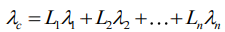 λc = L1λ1 + L2λ2 + ... + Lnλn